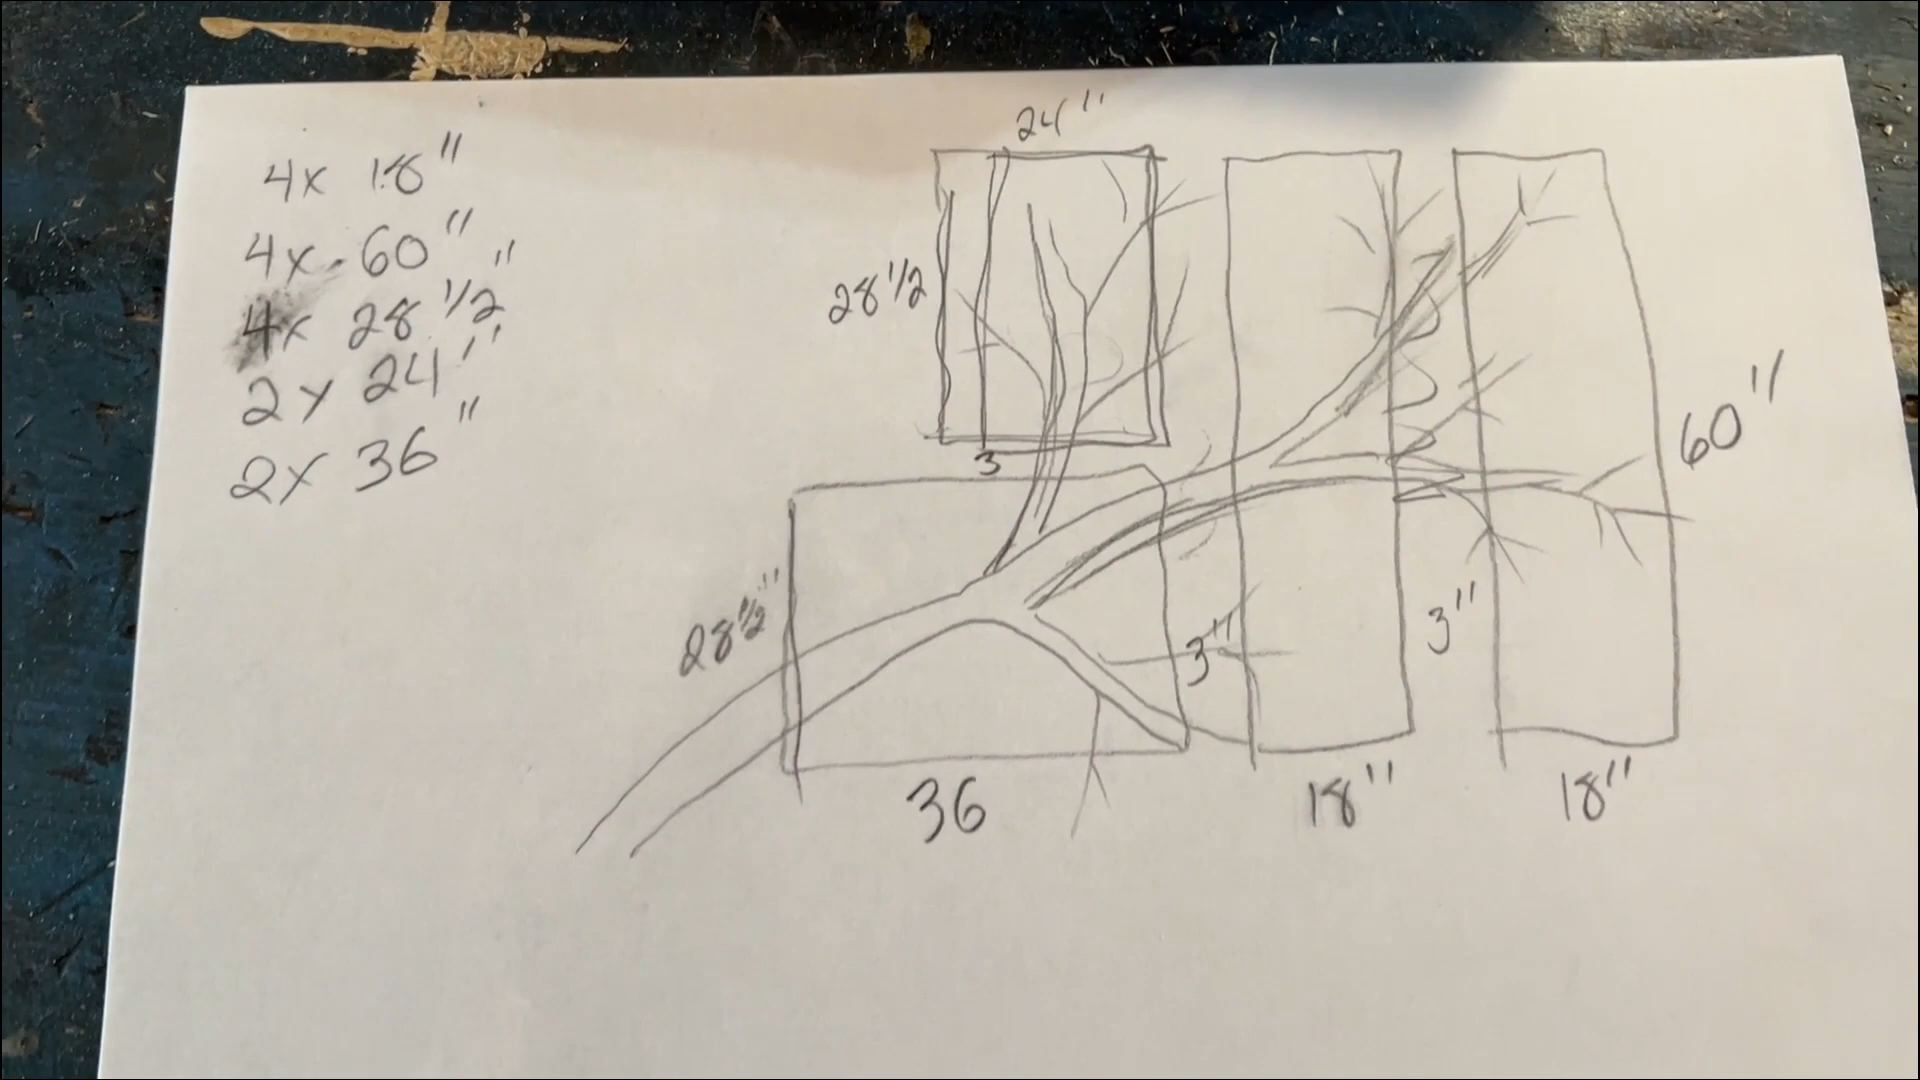 4x 18"
4x 60"
4x 28 1/2"
2x 24"
2x 36"
24"
28 1/2
3
28 1/2"
60"
3"
3"
36
18"
18"